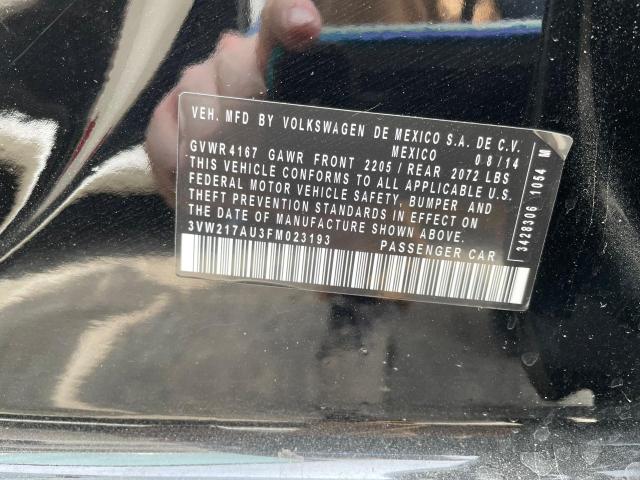 VEH. MFD BY VOLKSWAGEN DE MEXICO S.A. DE C.V.
MEXICO 08/14
GVWR4167 GAWR FRONT 2205/REAR 2072 LBS
THIS VEHICLE CONFORMS TO ALL APPLICABLE U.S.
FEDERAL MOTOR VEHICLE SAFETY, BUMPER AND
THEFT PREVENTION STANDARDS IN EFFECT ON
THE DATE OF MANUFACTURE SHOWN ABOVE.
3VW217AU3FM023193 PASSENGER CAR
3428306 1054 M